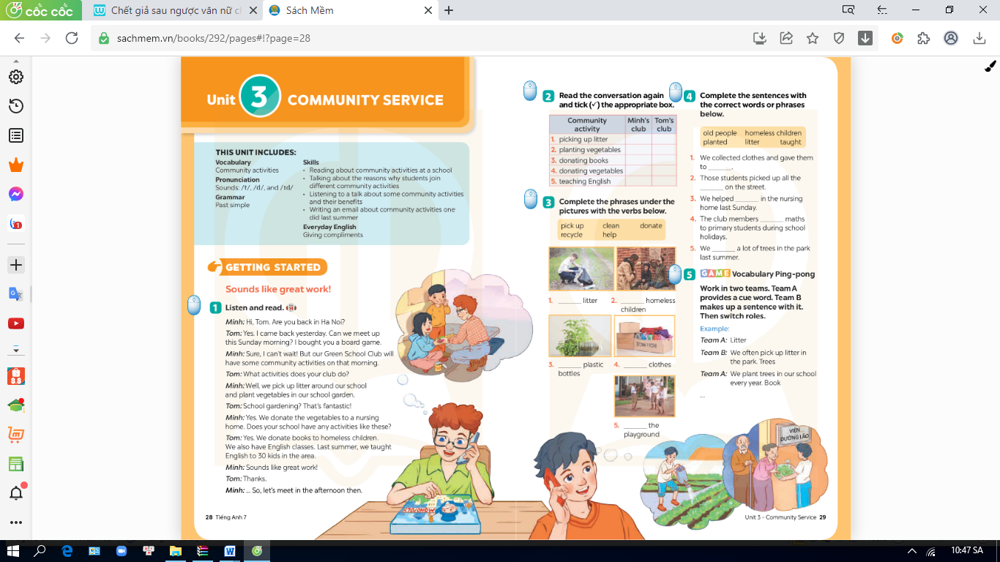 cốc cốc
Chết giả sau ngược văn nữ ch
Sách Mềm
sachmem.vn/books/292/pages#!?page=28
Unit 3 COMMUNITY SERVICE
THIS UNIT INCLUDES:
Vocabulary
Community activities
Pronunciation
Sounds: /t/, /d/, and /ɪd/
Grammar
Past simple
Skills
• Reading about community activities at a school
• Talking about the reasons why students join
different community activities
• Listening to a talk about some community activities
and their benefits
• Writing an email about community activities one
did last summer
Everyday English
Giving compliments
GETTING STARTED
Sounds like great work!
1 Listen and read.
Minh: Hi, Tom. Are you back in Ha Noi?
Tom: Yes. I came back yesterday. Can we meet up
this Sunday morning? I bought you a board game.
Minh: Sure, I can't wait! But our Green School Club will
have some community activities on that morning.
Tom: What activities does your club do?
Minh: Well, we pick up litter around our school
and plant vegetables in our school garden.
Tom: School gardening? That's fantastic!
Minh: Yes. We donate the vegetables to a nursing
home. Does your school have any activities like these?
Tom: Yes. We donate books to homeless children.
We also have English classes. Last summer, we taught
English to 30 kids in the area.
Minh: Sounds like great work!
Tom: Thanks.
Minh: ... So, let's meet in the afternoon then.
28 Tiếng Anh 7
2 Read the conversation again
and tick (✓) the appropriate box.
Community activity Minh's club Tom's club
1. picking up litter
2. planting vegetables
3. donating books
4. donating vegetables
5. teaching English
3 Complete the phrases under the
pictures with the verbs below.
pick up clean donate
recycle help
1. _______ litter
2. _______ homeless
children
3. _______ plastic
bottles
4. _______ clothes
5. _______ the
playground
4 Complete the sentences with
the correct words or phrases
below.
old people homeless children
planted litter taught
1. We collected clothes and gave them
to _______.
2. Those students picked up all the
_______ on the street.
3. We helped _______ in the nursing
home last Sunday.
4. The club members _______ maths
to primary students during school
holidays.
5. We _______ a lot of trees in the park
last summer.
5 GAME Vocabulary Ping-pong
Work in two teams. Team A
provides a cue word. Team B
makes up a sentence with it.
Then switch roles.
Example:
Team A: Litter
Team B: We often pick up litter in
the park. Trees
Team A: We plant trees in our school
every year. Book
...
VIỆN
DƯỠNG LÃO
Unit 3 - Community Service 29
10:47 SA